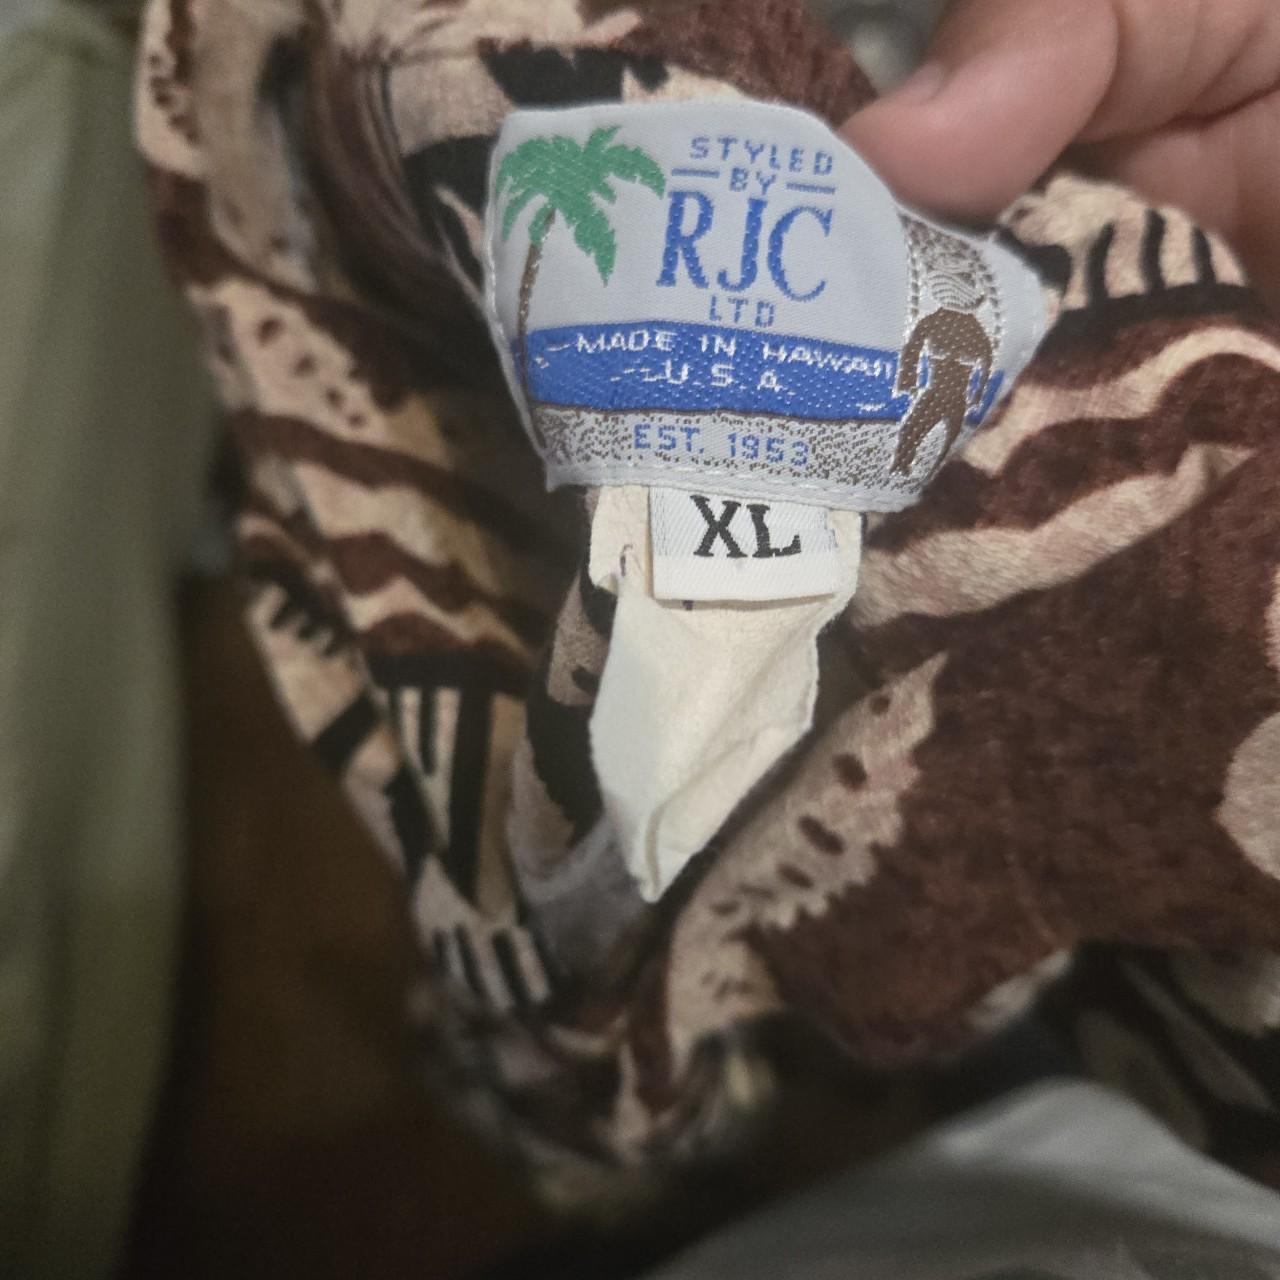 STYLED
BY
RJC
LTD
MADE IN HAWAII
U.S.A.
EST. 1953
XL